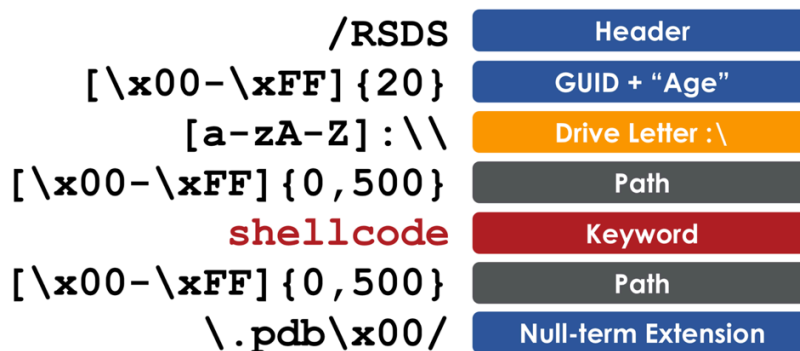 /RSDS Header
[\x00-\xFF]{20} GUID + “Age”
[a-zA-Z]:\\ Drive Letter :\
[\x00-\xFF]{0,500} Path
shellcode Keyword
[\x00-\xFF]{0,500} Path
\.pdb\x00/ Null-term Extension